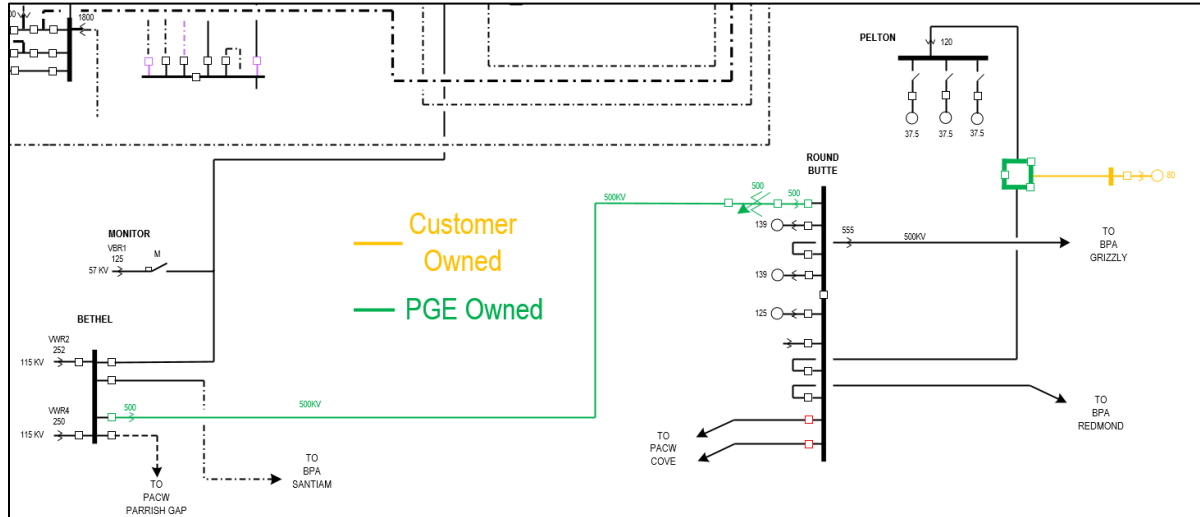 1800
PELTON
120
37.5
37.5
37.5
80
ROUND
BUTTE
500
500
500KV
139
555
500KV
TO
BPA
GRIZZLY
139
125
Customer
Owned
PGE Owned
MONITOR
VBR1
125
57 KV
M
BETHEL
VWR2
252
115 KV
500
500KV
VWR4
250
115 KV
TO
PACW
PARRISH GAP
TO
BPA
SANTIAM
TO
PACW
COVE
TO
BPA
REDMOND